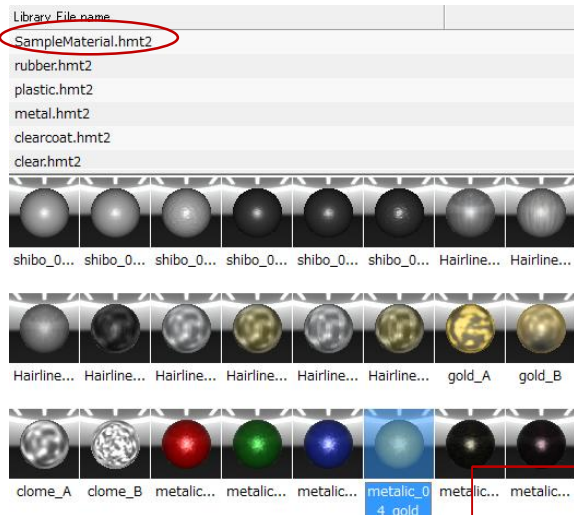 Library File name
SampleMaterial.hmt2
rubber.hmt2
plastic.hmt2
metal.hmt2
clearcoat.hmt2
clear.hmt2
shibo_0... shibo_0... shibo_0... shibo_0... shibo_0... shibo_0... Hairline... Hairline...
Hairline... Hairline... Hairline... Hairline... Hairline... Hairline... gold_A gold_B
clome_A clome_B metalic... metalic... metalic... metalic_0 metalic... metalic...
4_gold